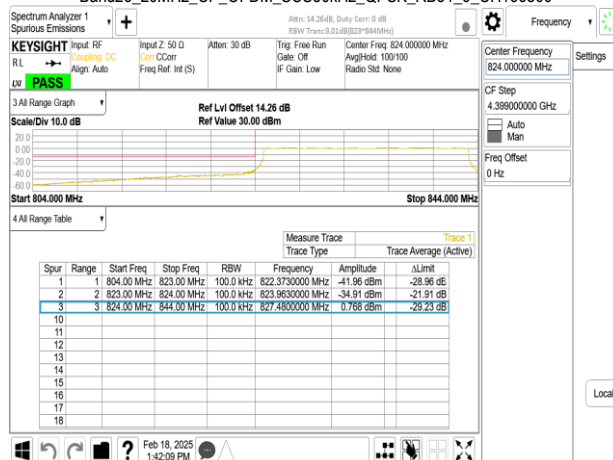 Spectrum Analyzer 1
Spurious Emissions
Attn: 14.26dB, Duty Corr: 0 dB
RBW Trans:3.01dB(823~844MHz)
Frequency
KEYSIGHT
Input: RF
Coupling: DC
Align: Auto
Input Z: 50 Ω
Corr CCorr
Freq Ref: Int (S)
Atten: 30 dB
Trig: Free Run
Gate: Off
IF Gain: Low
Center Freq: 824.000000 MHz
Avg|Hold: 100/100
Radio Std: None
RL
LXI
PASS
Center Frequency
824.000000 MHz
Settings
CF Step
4.399000000 GHz
Auto
Man
Freq Offset
0 Hz
3 All Range Graph
Scale/Div 10.0 dB
Ref Lvl Offset 14.26 dB
Ref Value 30.00 dBm
20.0
0.00
-20.0
-40.0
-60.0
Start 804.000 MHz
Stop 844.000 MHz
4 All Range Table
Measure Trace Trace 1
Trace Type Trace Average (Active)
Spur Range Start Freq Stop Freq RBW Frequency Amplitude ΔLimit
1 1 804.00 MHz 823.00 MHz 100.0 kHz 822.3730000 MHz -41.96 dBm -28.96 dB
2 2 823.00 MHz 824.00 MHz 100.0 kHz 823.9630000 MHz -34.91 dBm -21.91 dB
3 3 824.00 MHz 844.00 MHz 100.0 kHz 827.4800000 MHz 0.768 dBm -29.23 dB
10
11
12
13
14
15
16
17
18
Local
Feb 18, 2025
1:42:09 PM